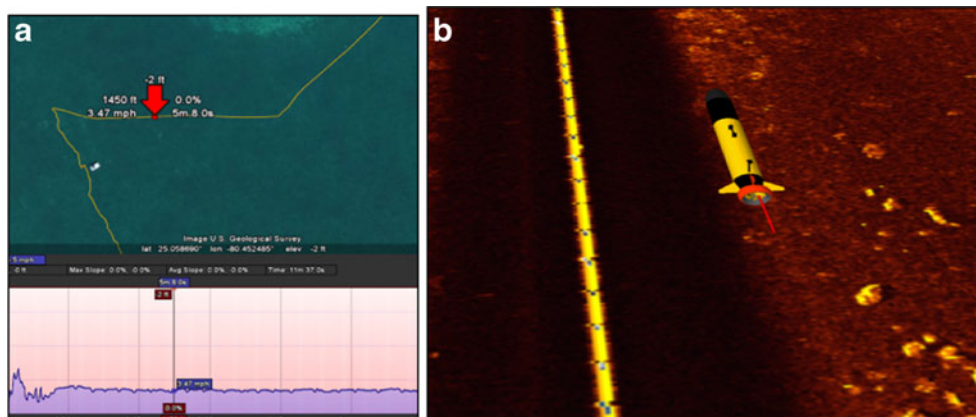 a
-2 ft
1450 ft 0.0%
3.47 mph 5m.8.0s
Image U.S. Geological Survey
lat 25.058690° lon -80.452485° elev -2 ft
5 mph
-0 ft Max Slope: 0.0%, -0.0% Avg Slope: 0.0%, -0.0% Time: 11m.37.0s
5m.8.0s
-2 ft
3.47 mph
0.0%
b